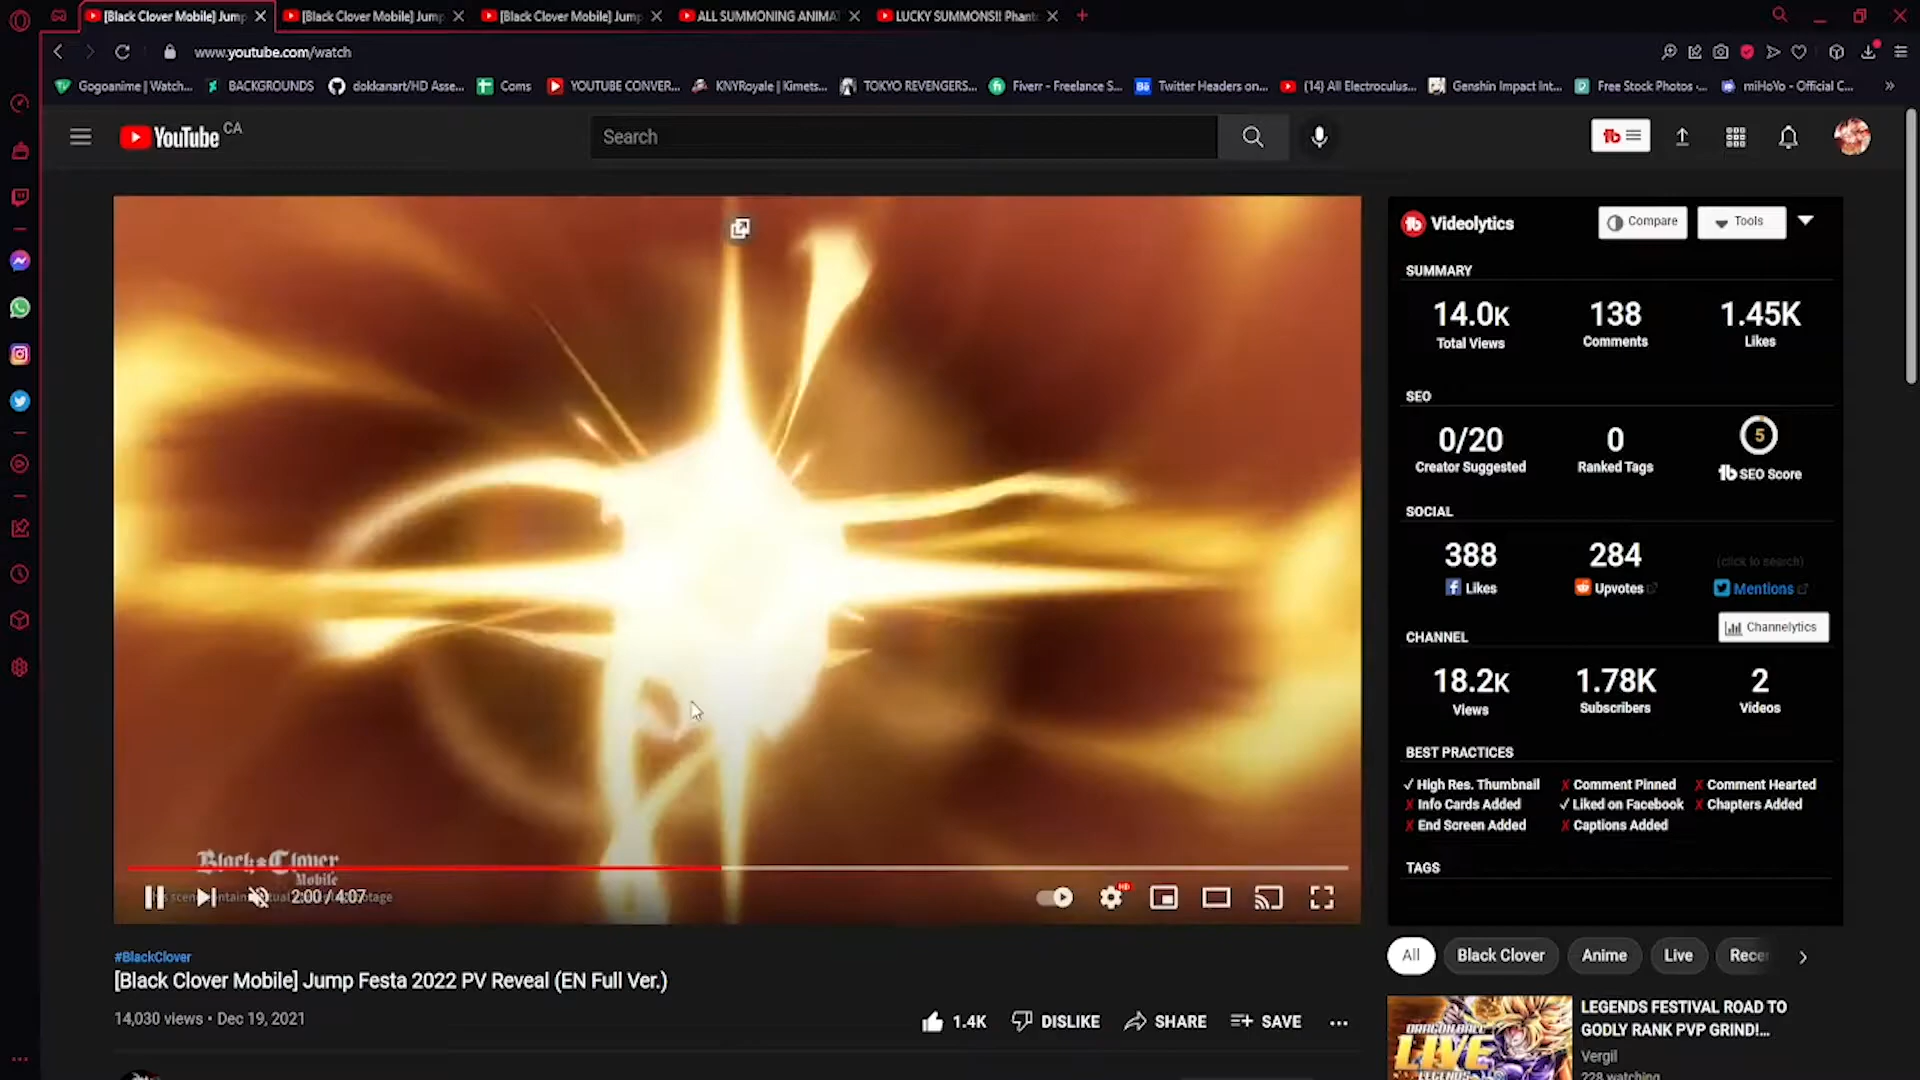 [Black Clover Mobile] Jump
[Black Clover Mobile] Jump
[Black Clover Mobile] Jump
ALL SUMMONING ANIMA
LUCKY SUMMONS!! Phant
www.youtube.com/watch
Gogoanime | Watch...
BACKGROUNDS
dokkanart/HD Asse...
Coms
YOUTUBE CONVER...
KNYRoyale | Kimets...
TOKYO REVENGERS...
Fiverr - Freelance S...
Twitter Headers on...
(14) All Electroculus...
Genshin Impact Int...
Free Stock Photos ·...
miHoYo - Official C...
YouTube CA
Search
Videolytics
Compare
Tools
SUMMARY
14.0K
138
1.45K
Total Views
Comments
Likes
SEO
0/20
0
5
Creator Suggested
Ranked Tags
SEO Score
SOCIAL
388
284
(click to search)
Likes
Upvotes
Mentions
Channelytics
CHANNEL
18.2K
1.78K
2
Views
Subscribers
Videos
BEST PRACTICES
✓ High Res. Thumbnail
✗ Comment Pinned
✗ Comment Hearted
✗ Info Cards Added
✓ Liked on Facebook
✗ Chapters Added
✗ End Screen Added
✗ Captions Added
TAGS
Black Clover
Mobile
2:00 / 4:07
HD
#BlackClover
[Black Clover Mobile] Jump Festa 2022 PV Reveal (EN Full Ver.)
14,030 views • Dec 19, 2021
1.4K
DISLIKE
SHARE
SAVE
All
Black Clover
Anime
Live
Recer
DRAGON BALL
LIVE
LEGENDS
LEGENDS FESTIVAL ROAD TO
GODLY RANK PVP GRIND!...
Vergil
228 watching